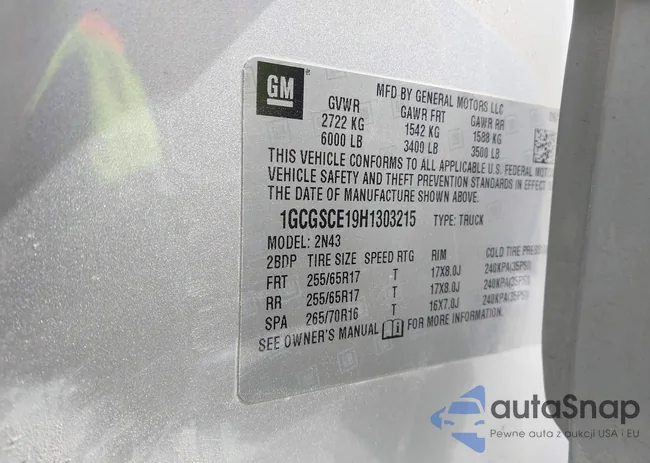 GM
MFD BY GENERAL MOTORS LLC
GVWR GAWR FRT GAWR RR
2722 KG 1542 KG 1588 KG
6000 LB 3400 LB 3500 LB
THIS VEHICLE CONFORMS TO ALL APPLICABLE U.S. FEDERAL
VEHICLE SAFETY AND THEFT PREVENTION STANDARDS IN EFFECT
THE DATE OF MANUFACTURE SHOWN ABOVE.
1GCGSCE19H1303215 TYPE: TRUCK
MODEL: 2N43
2BDP TIRE SIZE SPEED RTG RIM COLD TIRE
FRT 255/65R17 T 17X8.0J 240KPA(35PSI)
RR 255/65R17 T 17X8.0J 240KPA(35PSI)
SPA 265/70R16 T 16X7.0J 240KPA(35PSI)
SEE OWNER'S MANUAL FOR MORE INFORMATION.
autoSnap
Pewne auta z aukcji USA i EU